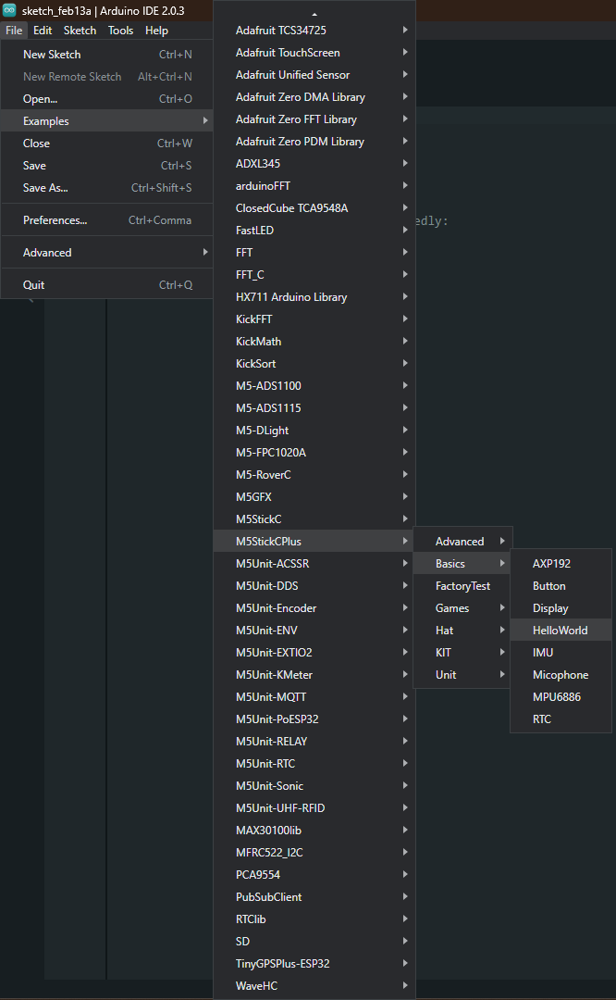 sketch_feb13a | Arduino IDE 2.0.3
File Edit Sketch Tools Help
New Sketch Ctrl+N
New Remote Sketch Alt+Ctrl+N
Open... Ctrl+O
Examples
Close Ctrl+W
Save Ctrl+S
Save As... Ctrl+Shift+S
Preferences... Ctrl+Comma
Advanced
Quit Ctrl+Q
Adafruit TCS34725
Adafruit TouchScreen
Adafruit Unified Sensor
Adafruit Zero DMA Library
Adafruit Zero FFT Library
Adafruit Zero PDM Library
ADXL345
arduinoFFT
ClosedCube TCA9548A
FastLED
FFT
FFT_C
HX711 Arduino Library
KickFFT
KickMath
KickSort
M5-ADS1100
M5-ADS1115
M5-DLight
M5-FPC1020A
M5-RoverC
M5GFX
M5StickC
M5StickCPlus
M5Unit-ACSSR
M5Unit-DDS
M5Unit-Encoder
M5Unit-ENV
M5Unit-EXTIO2
M5Unit-KMeter
M5Unit-MQTT
M5Unit-PoESP32
M5Unit-RELAY
M5Unit-RTC
M5Unit-Sonic
M5Unit-UHF-RFID
MAX30100lib
MFRC522_I2C
PCA9554
PubSubClient
RTClib
SD
TinyGPSPlus-ESP32
WaveHC
edly:
Advanced
Basics
FactoryTest
Games
Hat
KIT
Unit
AXP192
Button
Display
HelloWorld
IMU
Micophone
MPU6886
RTC